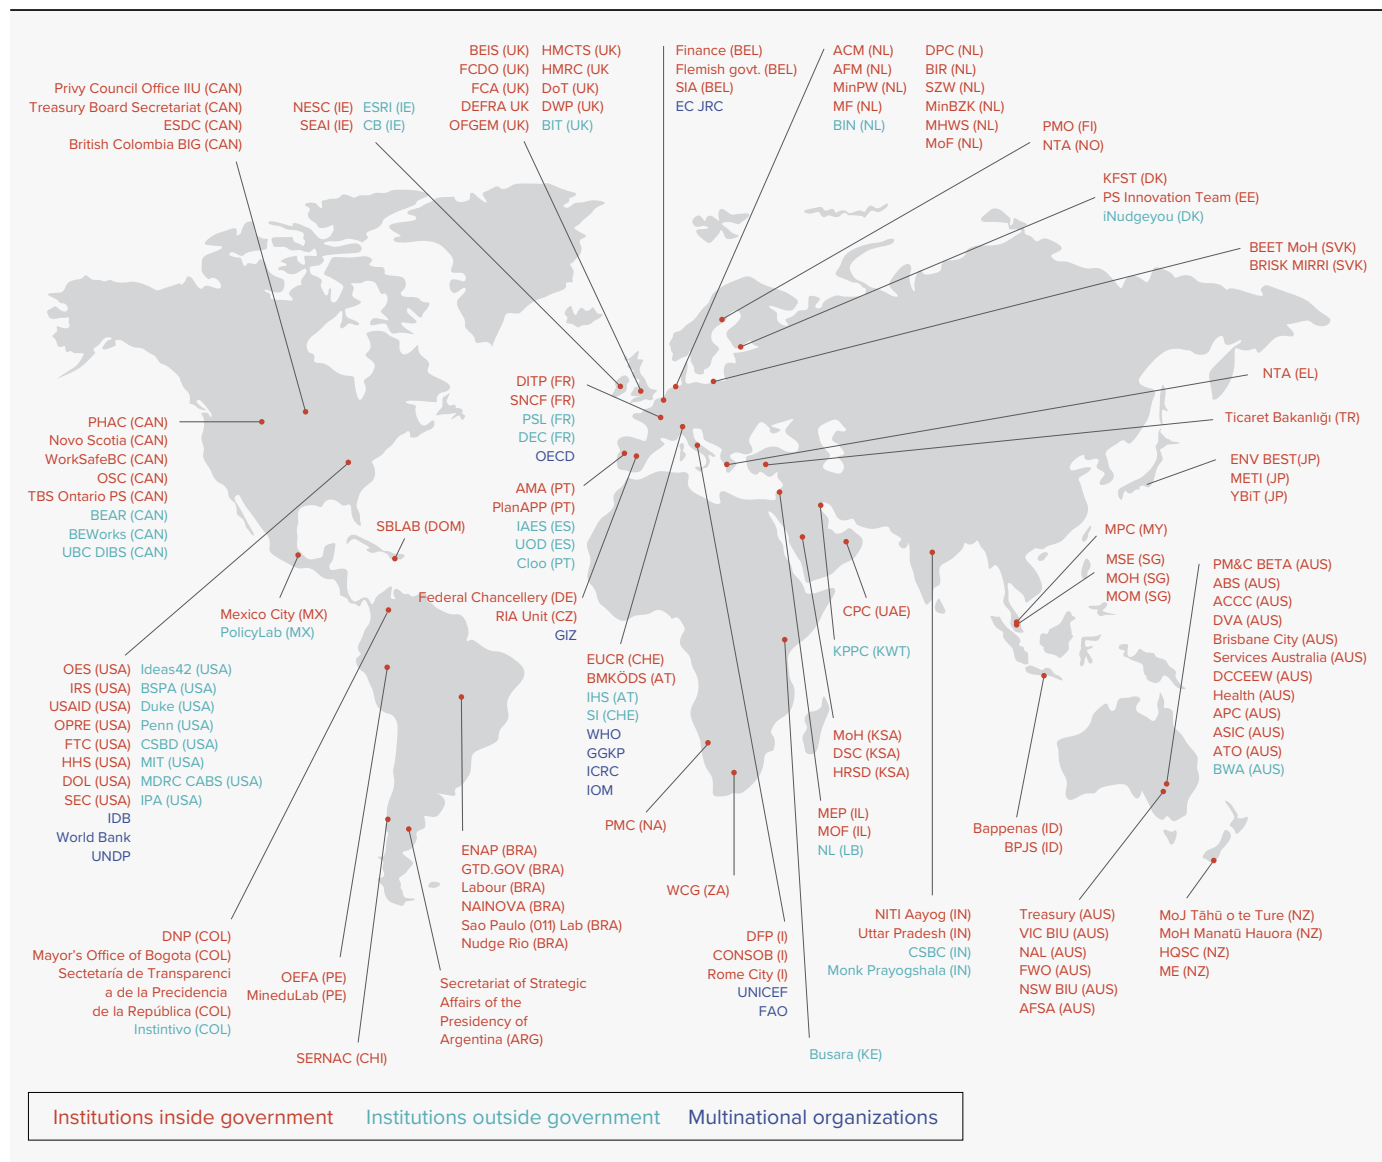 BEIS (UK)
FCDO (UK)
FCA (UK)
DEFRA UK
OFGEM (UK)
HMCTS (UK)
HMRC (UK
DoT (UK)
DWP (UK)
BIT (UK)
Finance (BEL)
Flemish govt. (BEL)
SIA (BEL)
EC JRC
ACM (NL)
AFM (NL)
MinPW (NL)
MF (NL)
BIN (NL)
DPC (NL)
BIR (NL)
SZW (NL)
MinBZK (NL)
MHWS (NL)
MoF (NL)
Privy Council Office IIU (CAN)
Treasury Board Secretariat (CAN)
ESDC (CAN)
British Colombia BIG (CAN)
NESC (IE)
SEAI (IE)
ESRI (IE)
CB (IE)
PMO (FI)
NTA (NO)
KFST (DK)
PS Innovation Team (EE)
iNudgeyou (DK)
BEET MoH (SVK)
BRISK MIRRI (SVK)
NTA (EL)
Ticaret Bakanlığı (TR)
ENV BEST(JP)
METI (JP)
YBiT (JP)
DITP (FR)
SNCF (FR)
PSL (FR)
DEC (FR)
OECD
PHAC (CAN)
Novo Scotia (CAN)
WorkSafeBC (CAN)
OSC (CAN)
TBS Ontario PS (CAN)
BEAR (CAN)
BEWorks (CAN)
UBC DIBS (CAN)
AMA (PT)
PlanAPP (PT)
IAES (ES)
UOD (ES)
Cloo (PT)
SBLAB (DOM)
MPC (MY)
MSE (SG)
MOH (SG)
MOM (SG)
PM&C BETA (AUS)
ABS (AUS)
ACCC (AUS)
DVA (AUS)
Brisbane City (AUS)
Services Australia (AUS)
DCCEEW (AUS)
Health (AUS)
APC (AUS)
ASIC (AUS)
ATO (AUS)
BWA (AUS)
Mexico City (MX)
PolicyLab (MX)
Federal Chancellery (DE)
RIA Unit (CZ)
GIZ
CPC (UAE)
KPPC (KWT)
EUCR (CHE)
BMKÖDS (AT)
IHS (AT)
SI (CHE)
WHO
GGKP
ICRC
IOM
OES (USA)
IRS (USA)
USAID (USA)
OPRE (USA)
FTC (USA)
HHS (USA)
DOL (USA)
SEC (USA)
IDB
World Bank
UNDP
Ideas42 (USA)
BSPA (USA)
Duke (USA)
Penn (USA)
CSBD (USA)
MIT (USA)
MDRC CABS (USA)
IPA (USA)
MoH (KSA)
DSC (KSA)
HRSD (KSA)
MEP (IL)
MOF (IL)
NL (LB)
PMC (NA)
Bappenas (ID)
BPJS (ID)
ENAP (BRA)
GTD.GOV (BRA)
Labour (BRA)
NAINOVA (BRA)
Sao Paulo (011) Lab (BRA)
Nudge Rio (BRA)
WCG (ZA)
DNP (COL)
Mayor's Office of Bogota (COL)
Sectetaría de Transparenci
a de la Precidencia
de la República (COL)
Instintivo (COL)
OEFA (PE)
MineduLab (PE)
Secretariat of Strategic
Affairs of the
Presidency of
Argentina (ARG)
SERNAC (CHI)
DFP (I)
CONSOB (I)
Rome City (I)
UNICEF
FAO
NITI Aayog (IN)
Uttar Pradesh (IN)
CSBC (IN)
Monk Prayogshala (IN)
Treasury (AUS)
VIC BIU (AUS)
NAL (AUS)
FWO (AUS)
NSW BIU (AUS)
AFSA (AUS)
MoJ Tāhū o te Ture (NZ)
MoH Manatū Hauora (NZ)
HQSC (NZ)
ME (NZ)
Busara (KE)
Institutions inside government
Institutions outside government
Multinational organizations